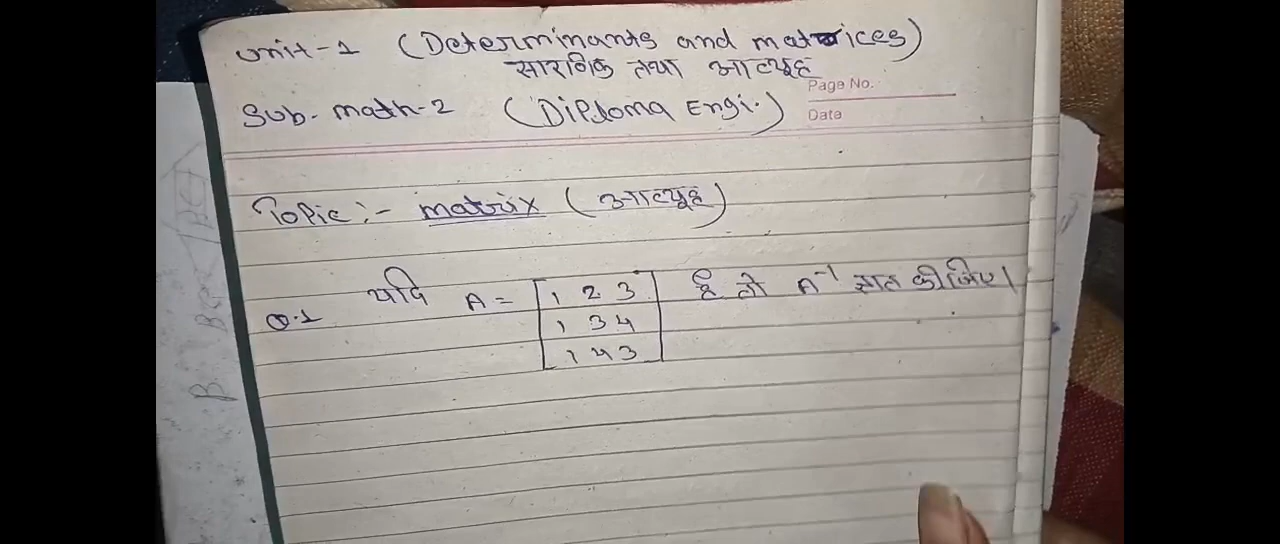 Unit-1 (Determinants and matrices)
सारणिक तथा आव्यूह
Page No.
Sub. math-2 (Diploma Engi.)
Date
Topic:- matrix (आव्यूह)
Q.1 यदि A = [1 2 3] है तो A⁻¹ ज्ञात कीजिए।
1 3 4
1 4 3